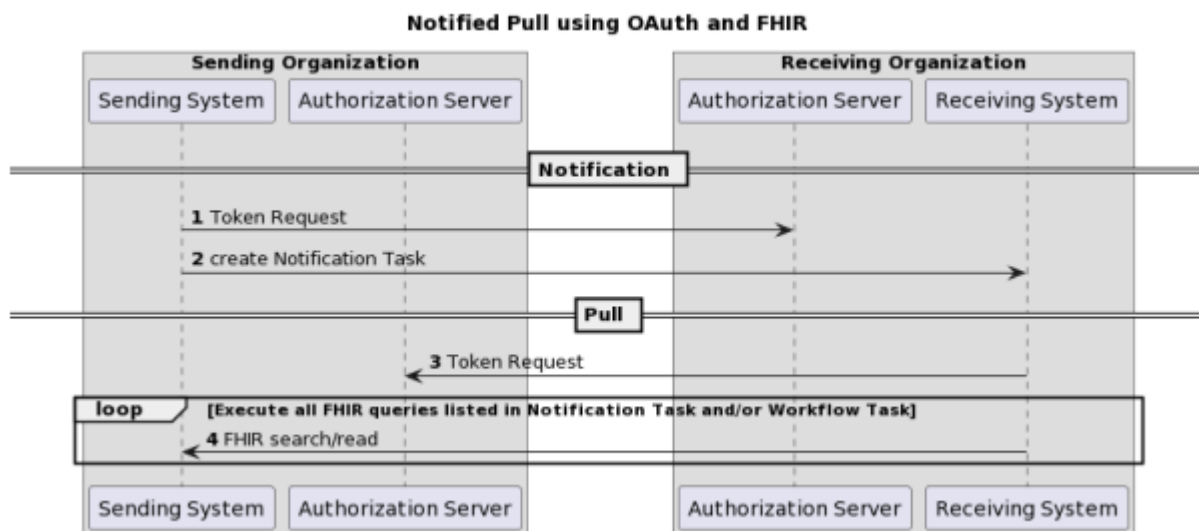 Notified Pull using OAuth and FHIR
Sending Organization
Receiving Organization
Sending System
Authorization Server
Authorization Server
Receiving System
Notification
1 Token Request
2 create Notification Task
Pull
3 Token Request
loop
[Execute all FHIR queries listed in Notification Task and/or Workflow Task]
4 FHIR search/read
Sending System
Authorization Server
Authorization Server
Receiving System